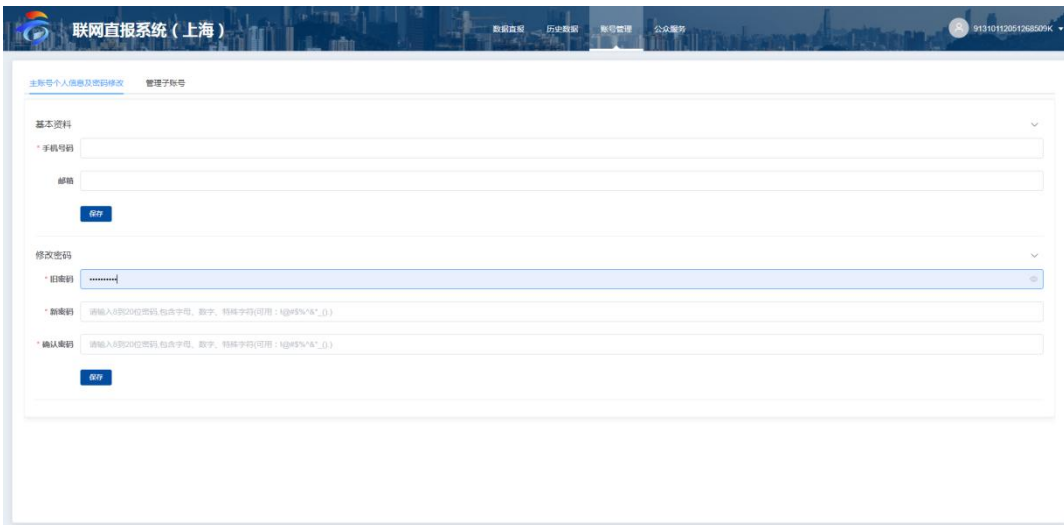 联网直报系统（上海）
数据直报 历史数据 账号管理 公众服务
91310112051268509K
主账号个人信息及密码修改 管理子账号
基本资料
* 手机号码
邮箱
保存
修改密码
* 旧密码 ••••••••••
* 新密码 请输入8到20位密码,包含字母、数字、特殊字符(可用：!@#$%^&*_().)
* 确认密码 请输入8到20位密码,包含字母、数字、特殊字符(可用：!@#$%^&*_().)
保存